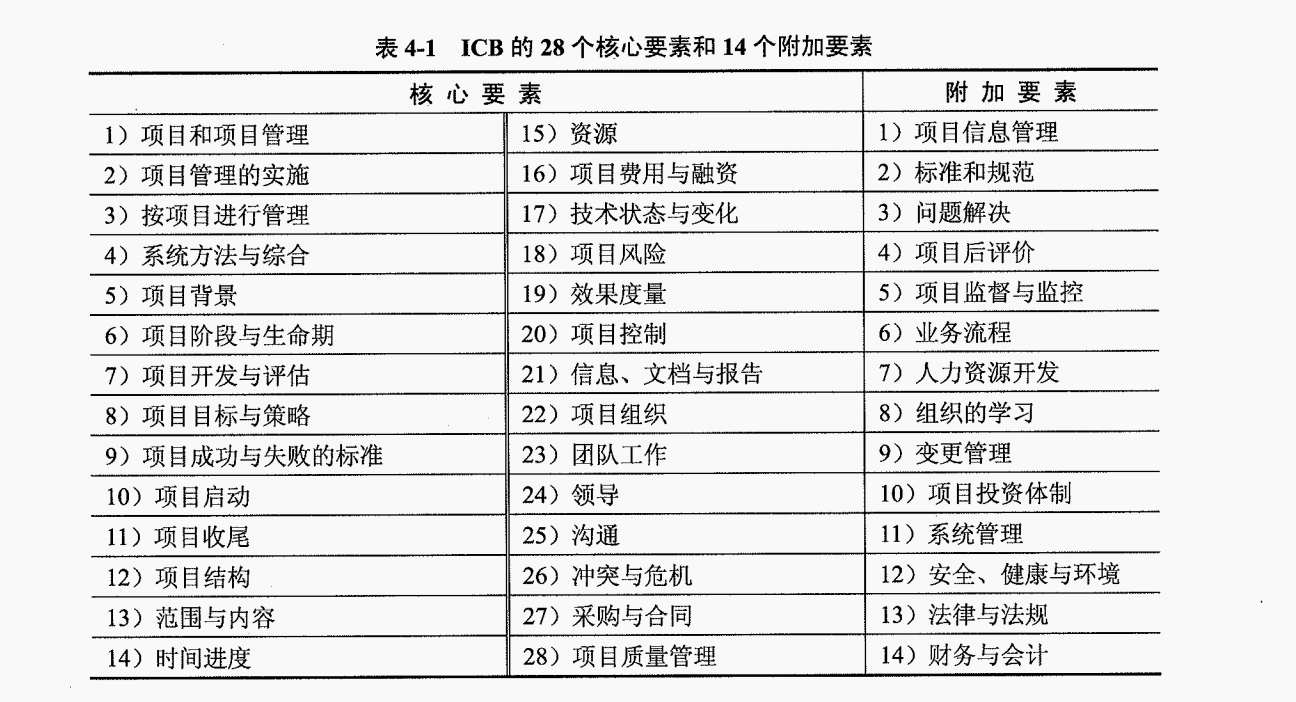 表 4-1 ICB 的 28 个核心要素和 14 个附加要素
核心要素 附加要素
1）项目和项目管理 15）资源 1）项目信息管理
2）项目管理的实施 16）项目费用与融资 2）标准和规范
3）按项目进行管理 17）技术状态与变化 3）问题解决
4）系统方法与综合 18）项目风险 4）项目后评价
5）项目背景 19）效果度量 5）项目监督与监控
6）项目阶段与生命期 20）项目控制 6）业务流程
7）项目开发与评估 21）信息、文档与报告 7）人力资源开发
8）项目目标与策略 22）项目组织 8）组织的学习
9）项目成功与失败的标准 23）团队工作 9）变更管理
10）项目启动 24）领导 10）项目投资体制
11）项目收尾 25）沟通 11）系统管理
12）项目结构 26）冲突与危机 12）安全、健康与环境
13）范围与内容 27）采购与合同 13）法律与法规
14）时间进度 28）项目质量管理 14）财务与会计